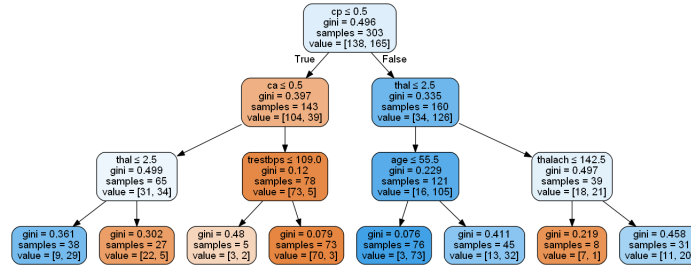 cp ≤ 0.5
gini = 0.496
samples = 303
value = [138, 165]
True
False
ca ≤ 0.5
gini = 0.397
samples = 143
value = [104, 39]
thal ≤ 2.5
gini = 0.335
samples = 160
value = [34, 126]
thal ≤ 2.5
gini = 0.499
samples = 65
value = [31, 34]
trestbps ≤ 109.0
gini = 0.12
samples = 78
value = [73, 5]
age ≤ 55.5
gini = 0.229
samples = 121
value = [16, 105]
thalach ≤ 142.5
gini = 0.497
samples = 39
value = [18, 21]
gini = 0.361
samples = 38
value = [9, 29]
gini = 0.302
samples = 27
value = [22, 5]
gini = 0.48
samples = 5
value = [3, 2]
gini = 0.079
samples = 73
value = [70, 3]
gini = 0.076
samples = 76
value = [3, 73]
gini = 0.411
samples = 45
value = [13, 32]
gini = 0.219
samples = 8
value = [7, 1]
gini = 0.458
samples = 31
value = [11, 20]